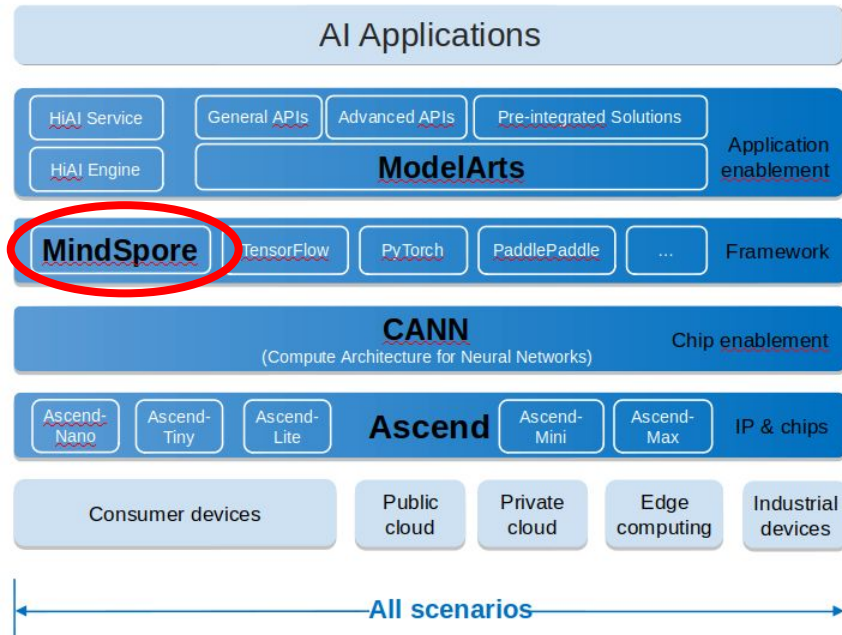 AI Applications
HiAI Service
General APIs
Advanced APIs
Pre-integrated Solutions
HiAI Engine
ModelArts
Application
enablement
MindSpore
TensorFlow
PyTorch
PaddlePaddle
...
Framework
CANN
(Compute Architecture for Neural Networks)
Chip enablement
Ascend-
Nano
Ascend-
Tiny
Ascend-
Lite
Ascend
Ascend-
Mini
Ascend-
Max
IP & chips
Consumer devices
Public
cloud
Private
cloud
Edge
computing
Industrial
devices
All scenarios